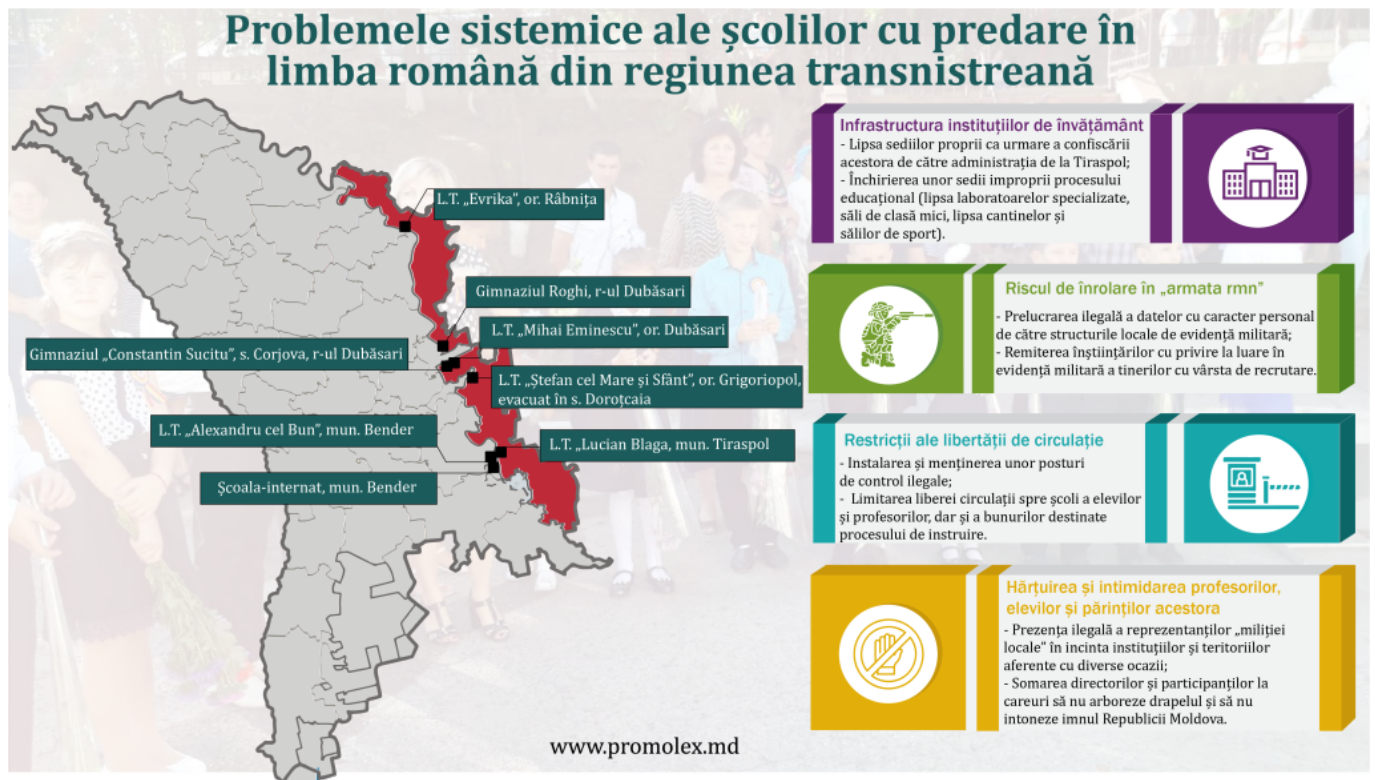 Problemele sistemice ale școlilor cu predare în
limba română din regiunea transnistreană
L.T. „Evrika”, or. Râbnița
Gimnaziul Roghi, r-ul Dubăsari
L.T. „Mihai Eminescu”, or. Dubăsari
Gimnaziul „Constantin Sucitu”, s. Corjova, r-ul Dubăsari
L.T. „Ștefan cel Mare și Sfânt”, or. Grigoriopol,
evacuat în s. Doroțcaia
L.T. „Alexandru cel Bun”, mun. Bender
L.T. „Lucian Blaga, mun. Tiraspol
Școala-internat, mun. Bender
Infrastructura instituțiilor de învățământ
- Lipsa sediilor proprii ca urmare a confiscării
acestora de către administrația de la Tiraspol;
- Închirierea unor sedii improprii procesului
educațional (lipsa laboratoarelor specializate,
săli de clasă mici, lipsa cantinelor și
sălilor de sport).
Riscul de înrolare în „armata rmn”
- Prelucrarea ilegală a datelor cu caracter personal
de către structurile locale de evidență militară;
- Remiterea înștiințărilor cu privire la luare în
evidență militară a tinerilor cu vârsta de recrutare.
Restricții ale libertății de circulație
- Instalarea și menținerea unor posturi
de control ilegale;
- Limitarea liberei circulații spre școli a elevilor
și profesorilor, dar și a bunurilor destinate
procesului de instruire.
Hărțuirea și intimidarea profesorilor,
elevilor și părinților acestora
- Prezența ilegală a reprezentanților „miliției
locale” în incinta instituțiilor și teritoriilor
aferente cu diverse ocazii;
- Somarea directorilor și participanților la
careuri să nu arboreze drapelul și să nu
intoneze imnul Republicii Moldova.
www.promolex.md